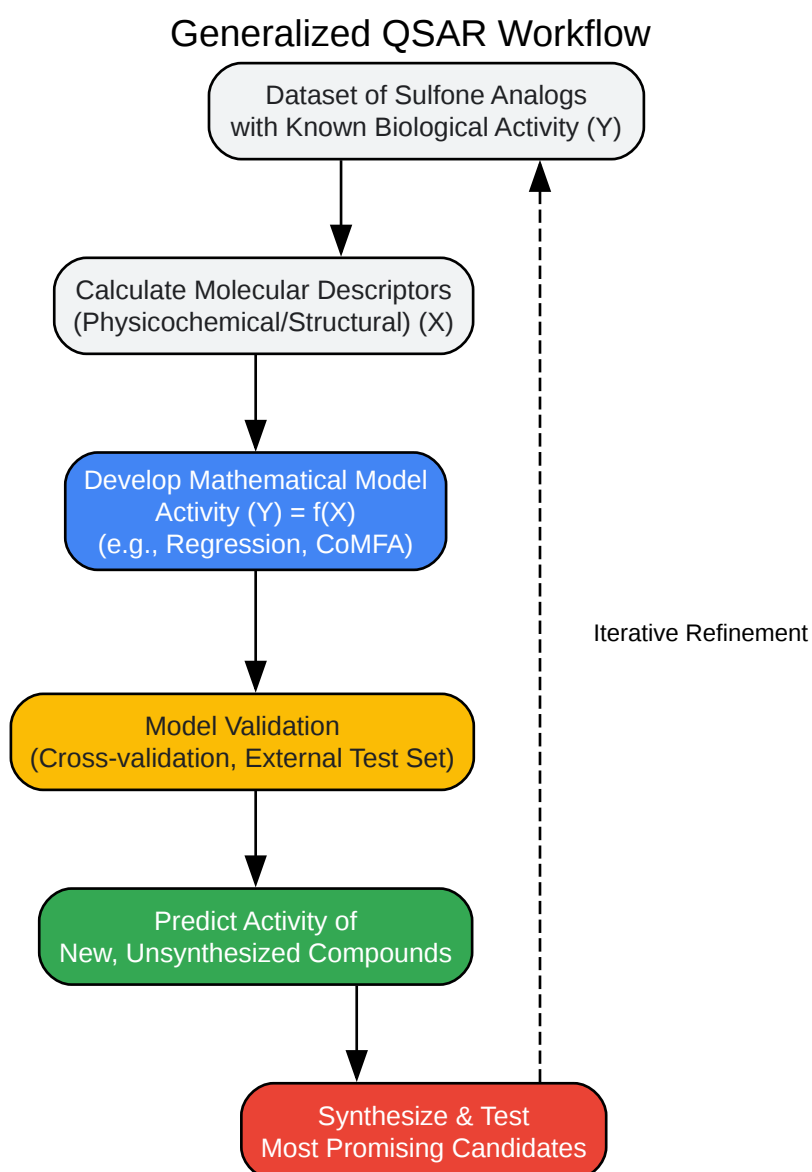 Generalized QSAR Workflow
Dataset of Sulfone Analogs
with Known Biological Activity (Y)
Calculate Molecular Descriptors
(Physicochemical/Structural) (X)
Develop Mathematical Model
Activity (Y) = f(X)
(e.g., Regression, CoMFA)
Iterative Refinement
Model Validation
(Cross-validation, External Test Set)
Predict Activity of
New, Unsynthesized Compounds
Synthesize & Test
Most Promising Candidates